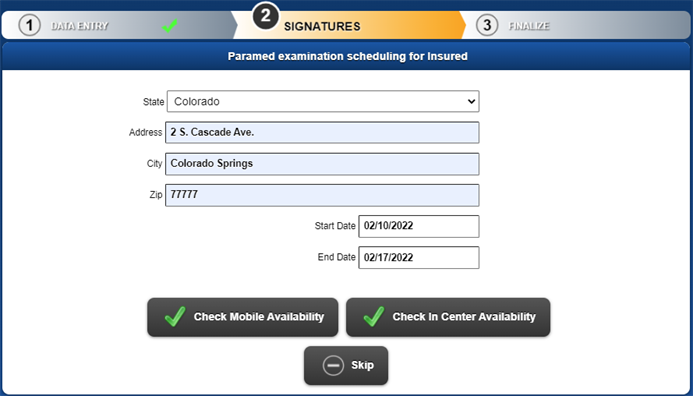 1 DATA ENTRY 2 SIGNATURES 3 FINALIZE
Paramed examination scheduling for Insured
State Colorado
Address 2 S. Cascade Ave.
City Colorado Springs
Zip 77777
Start Date 02/10/2022
End Date 02/17/2022
Check Mobile Availability Check In Center Availability
Skip